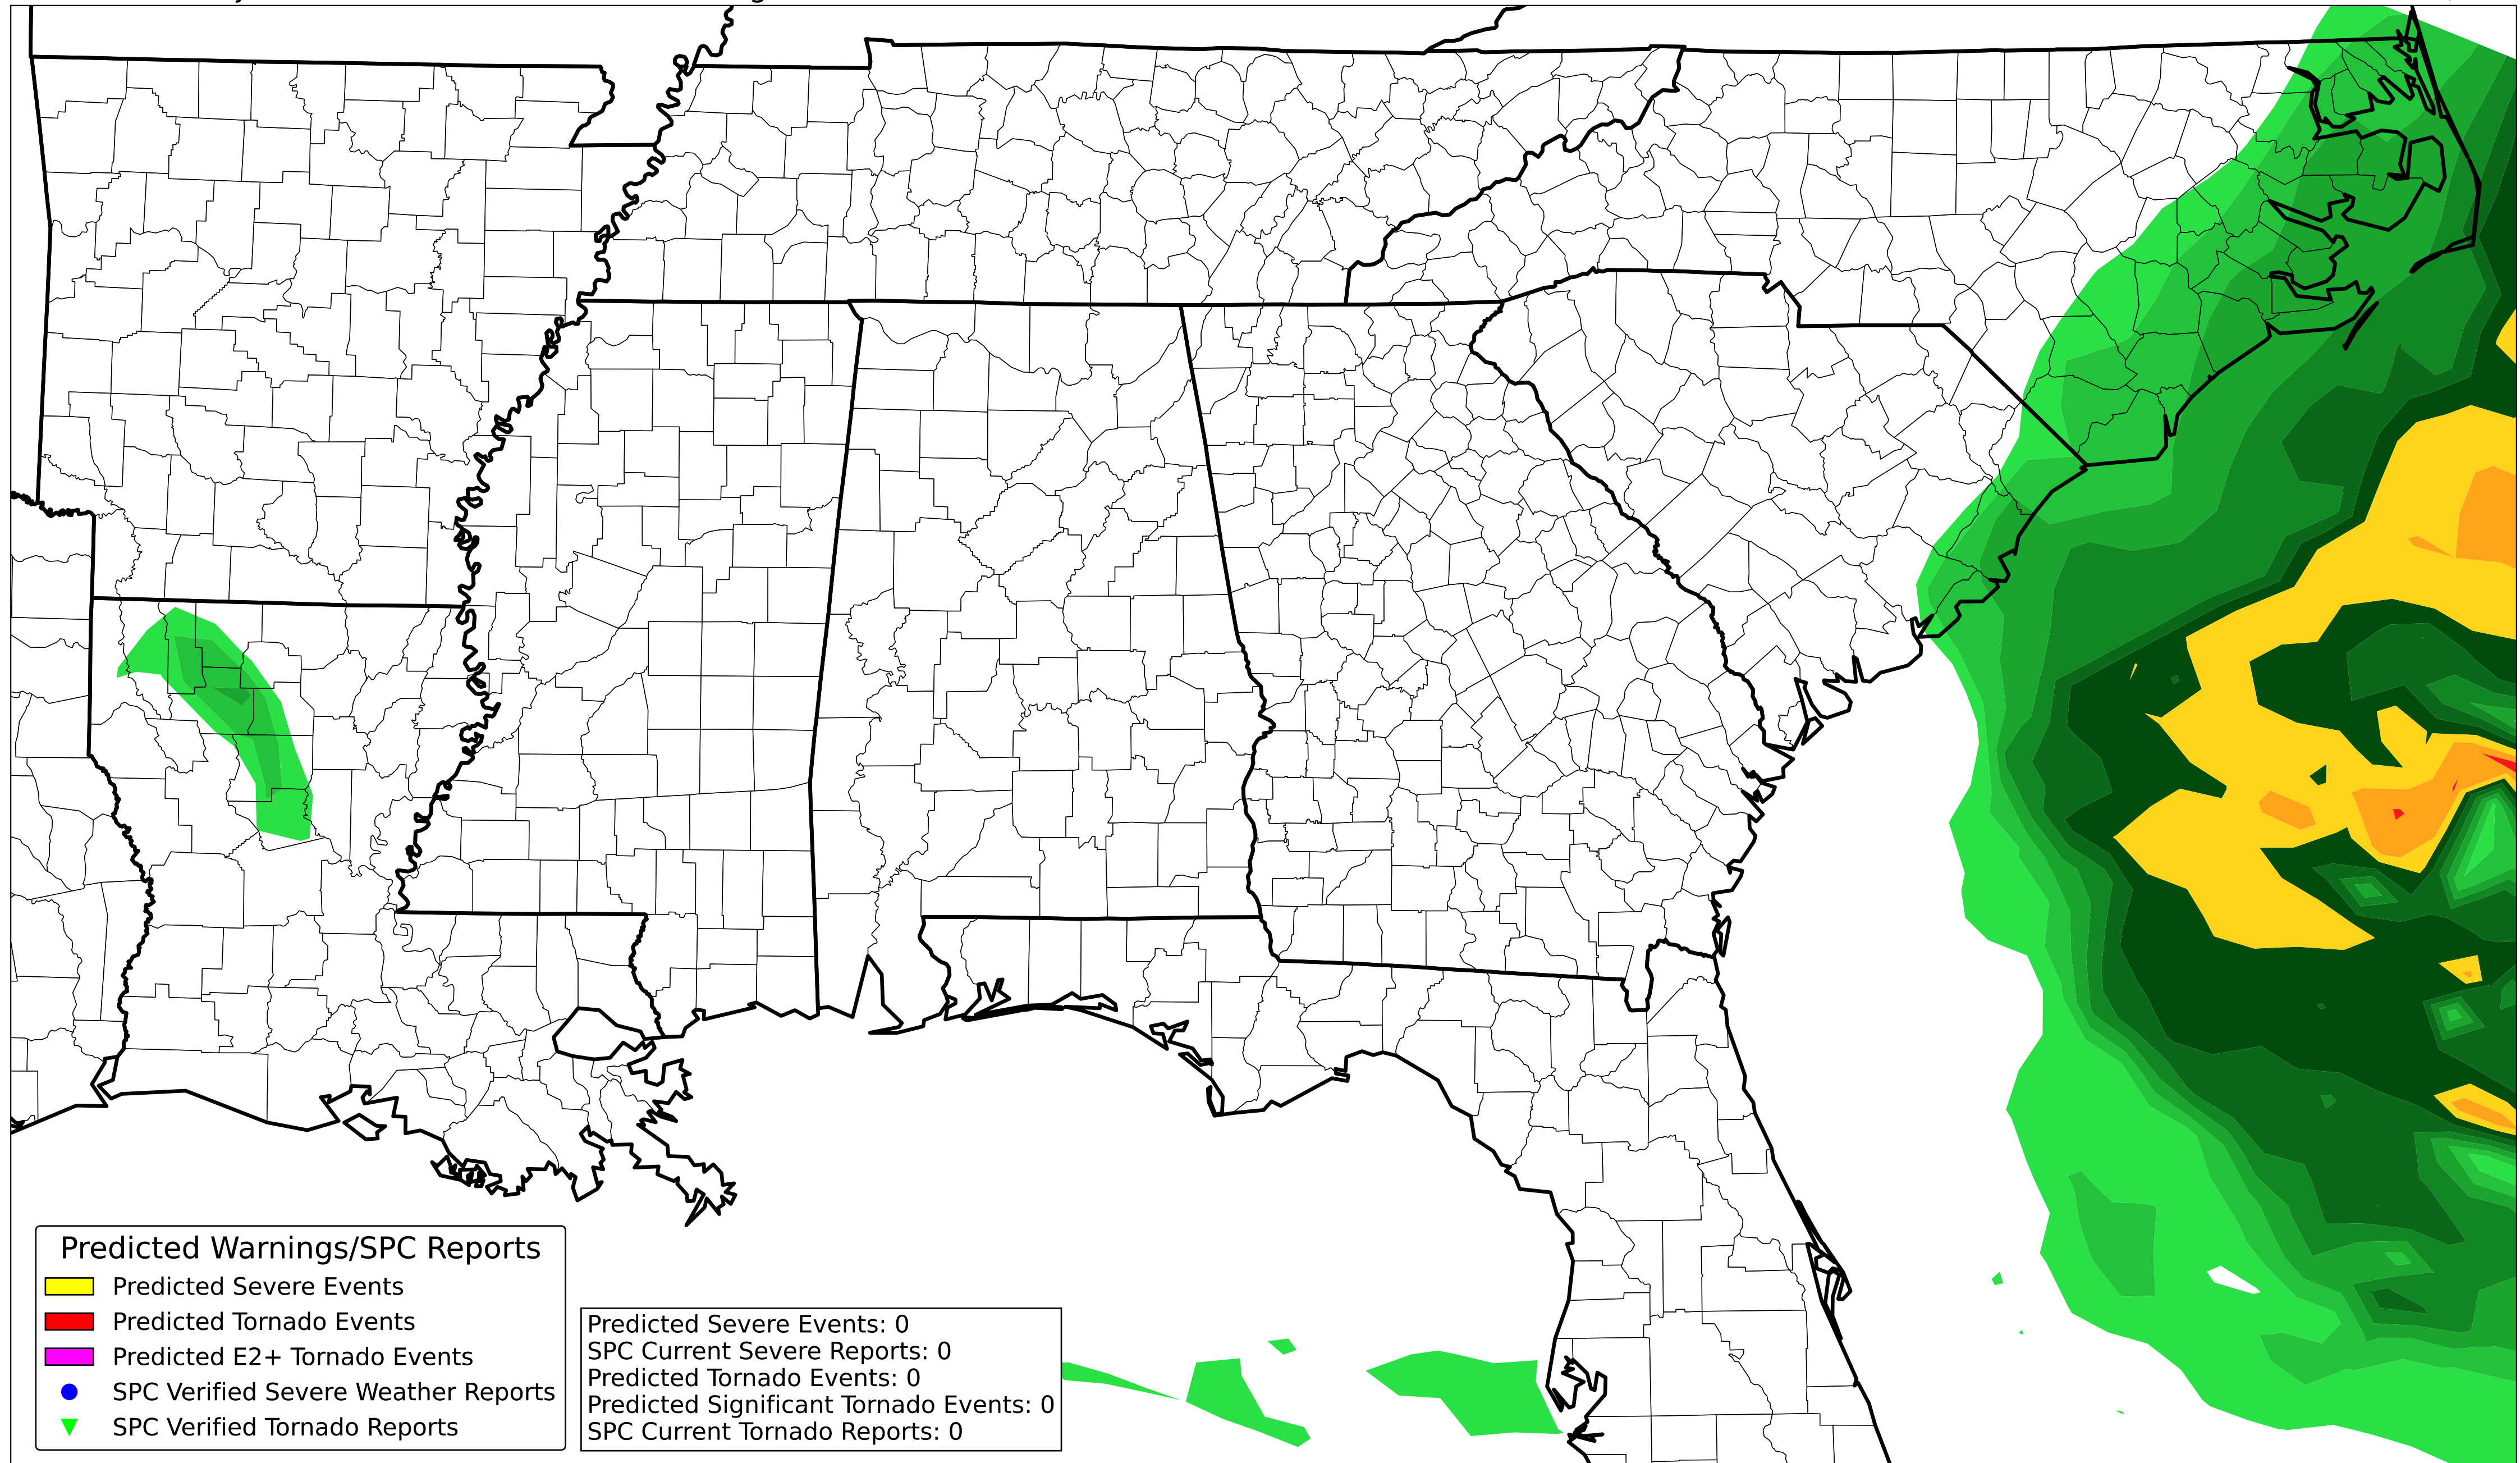 Predicted Warnings/SPC Reports
Predicted Severe Events
Predicted Tornado Events
Predicted E2+ Tornado Events
SPC Verified Severe Weather Reports
SPC Verified Tornado Reports
Predicted Severe Events: 0
SPC Current Severe Reports: 0
Predicted Tornado Events: 0
Predicted Significant Tornado Events: 0
SPC Current Tornado Reports: 0